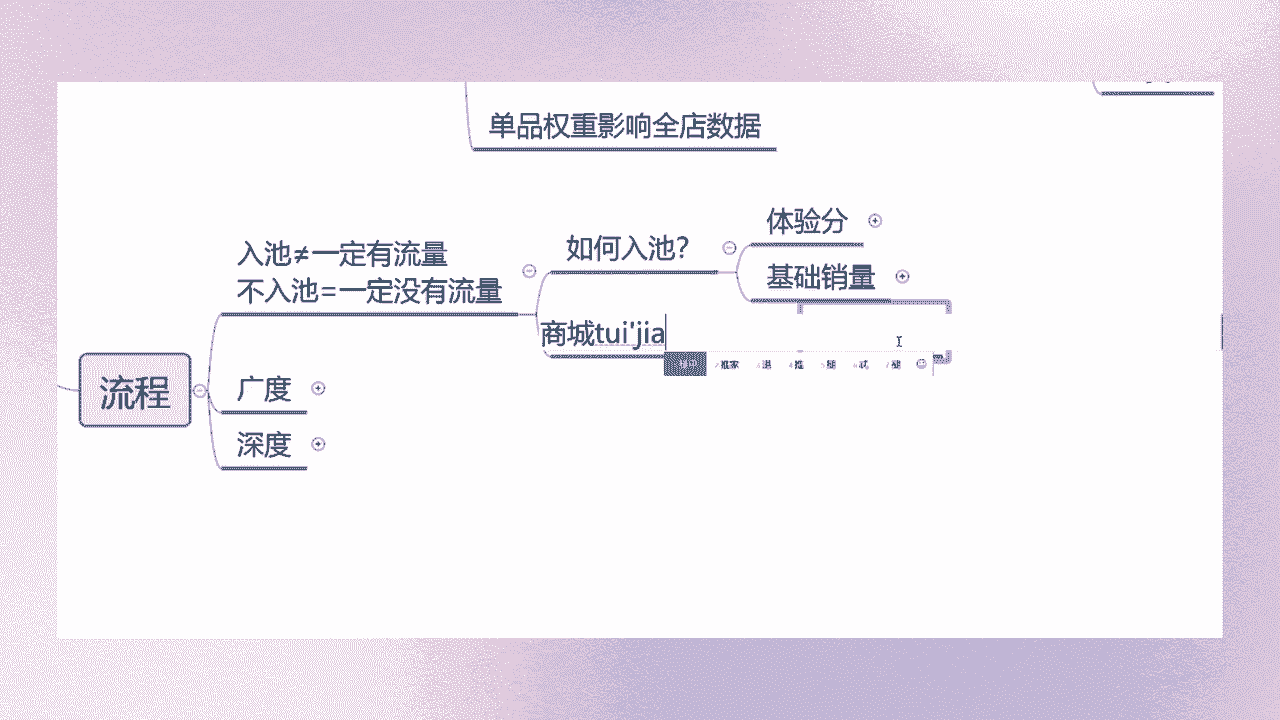 单品权重影响全店数据
体验分
如何入池?
入池≠一定有流量
基础销量
不入池=一定没有流量
商城tui'jia
流程
广度
深度